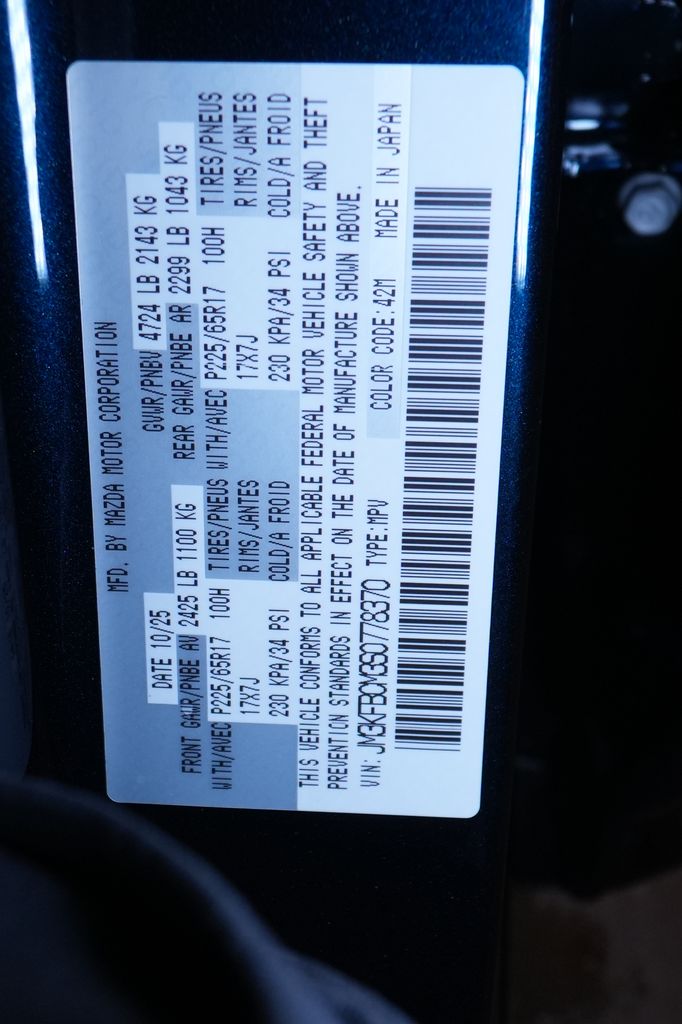 MFD. BY MAZDA MOTOR CORPORATION
DATE 10/25 GVWR/PNBV 4724 LB 2143 KG
FRONT GAWR/PNBE AV 2425 LB 1100 KG REAR GAWR/PNBE AR 2299 LB 1043 KG
WITH/AVEC P225/65R17 100H TIRES/PNEUS WITH/AVEC P225/65R17 100H TIRES/PNEUS
17X7J RIMS/JANTES 17X7J RIMS/JANTES
230 KPA/34 PSI COLD/A FROID 230 KPA/34 PSI COLD/A FROID
THIS VEHICLE CONFORMS TO ALL APPLICABLE FEDERAL MOTOR VEHICLE SAFETY AND THEFT
PREVENTION STANDARDS IN EFFECT ON THE DATE OF MANUFACTURE SHOWN ABOVE.
VIN: JM3KFBCM3S0778370 TYPE:MPV COLOR CODE:42M MADE IN JAPAN